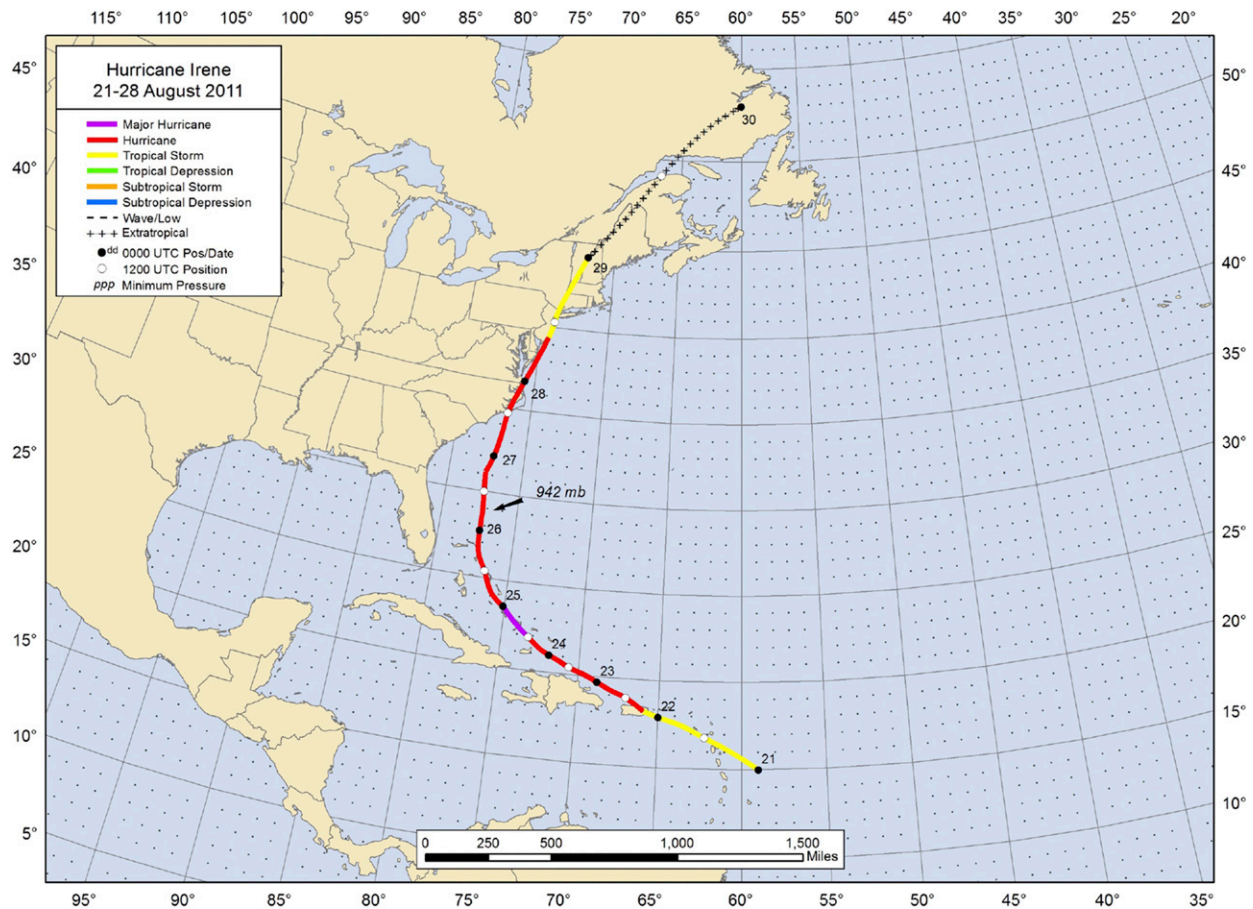 115° 110° 105° 100° 95° 90° 85° 80° 75° 70° 65° 60° 55° 50° 45° 40° 35° 30° 25° 20°
45°
40°
35°
30°
25°
20°
15°
10°
5°
Hurricane Irene
21-28 August 2011
Major Hurricane
Hurricane
Tropical Storm
Tropical Depression
Subtropical Storm
Subtropical Depression
Wave/Low
Extratropical
dd 0000 UTC Pos/Date
1200 UTC Position
ppp Minimum Pressure
30
29
28
27
942 mb
26
25
24
23
22
21
50°
45°
40°
35°
30°
25°
20°
15°
10°
0 250 500 1,000 1,500
Miles
95° 90° 85° 80° 75° 70° 65° 60° 55° 50° 45° 40° 35°